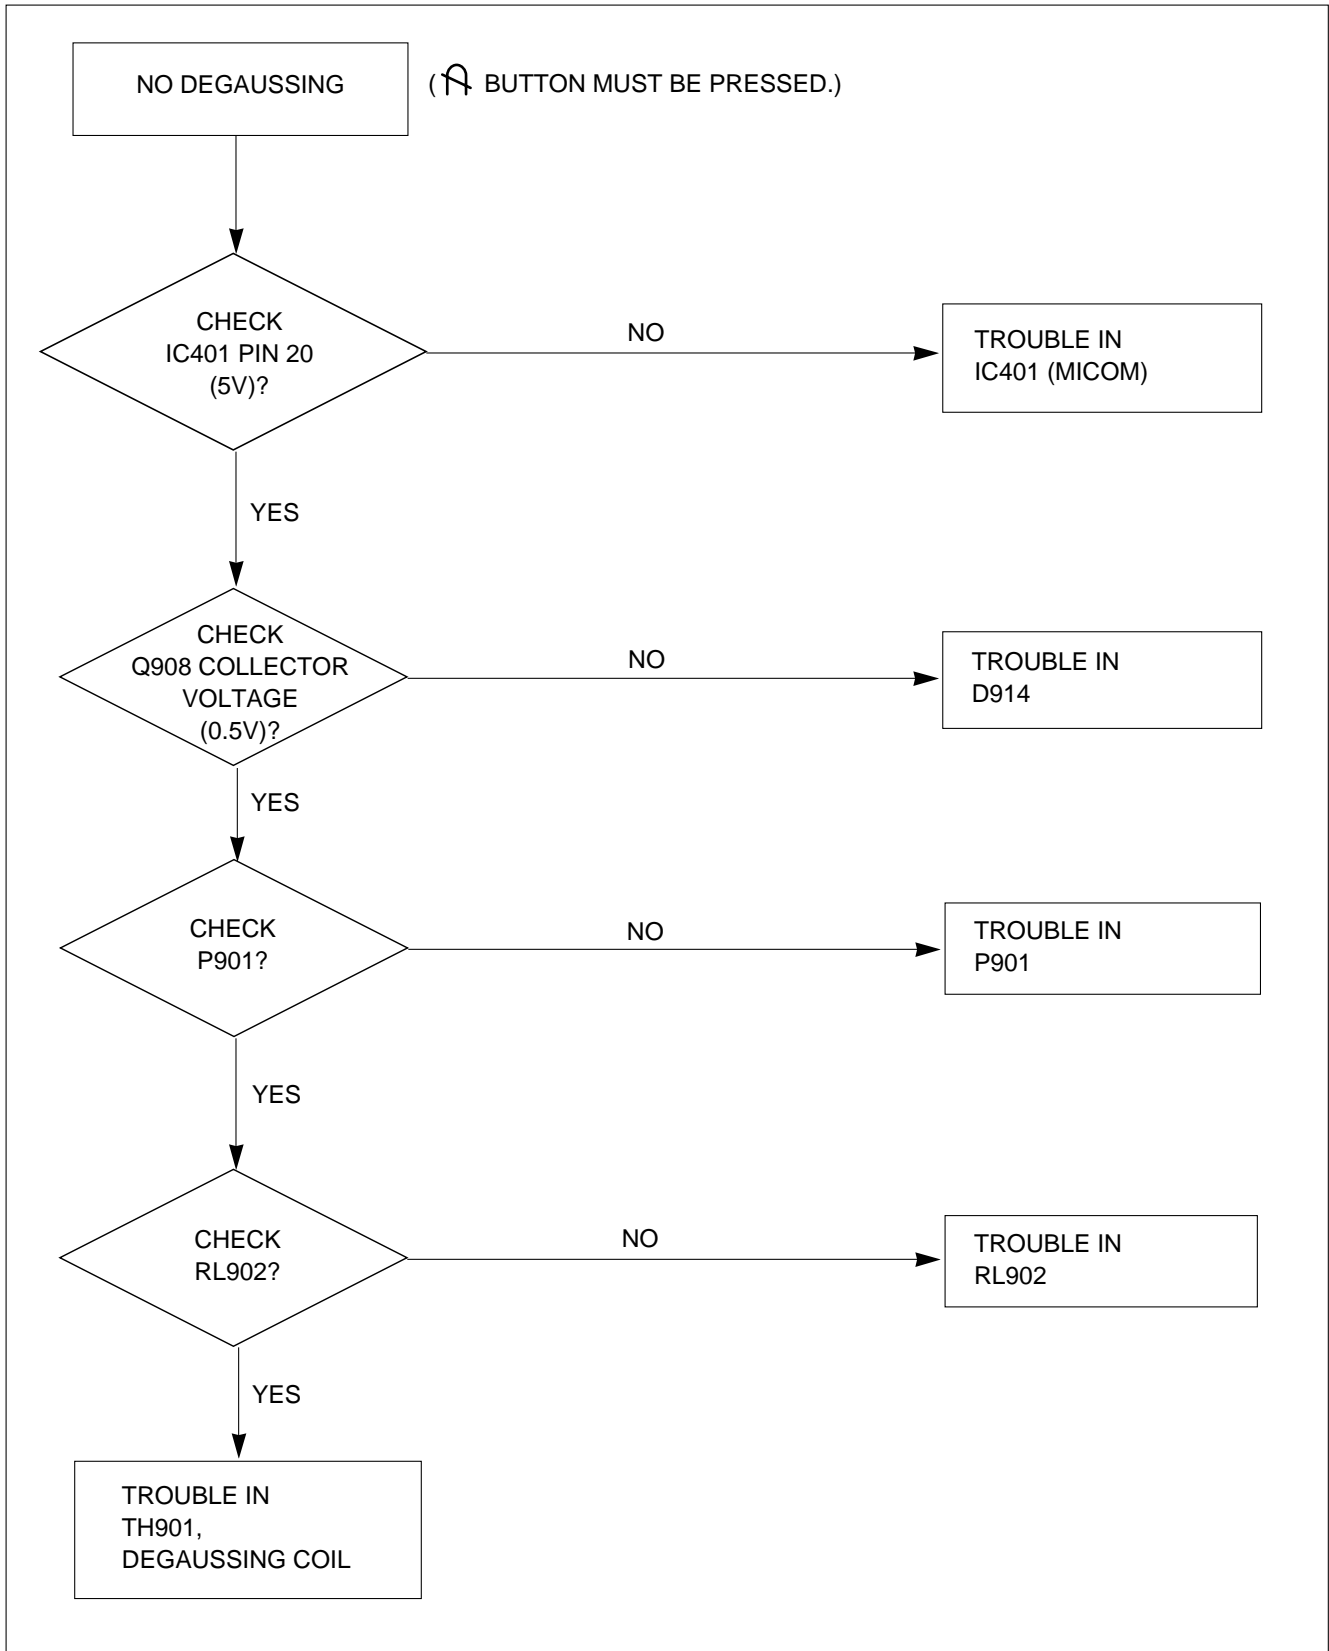 NO DEGAUSSING
( BUTTON MUST BE PRESSED.)
CHECK
IC401 PIN 20
(5V)?
NO
TROUBLE IN
IC401 (MICOM)
YES
CHECK
Q908 COLLECTOR
VOLTAGE
(0.5V)?
NO
TROUBLE IN
D914
YES
CHECK
P901?
NO
TROUBLE IN
P901
YES
CHECK
RL902?
NO
TROUBLE IN
RL902
YES
TROUBLE IN
TH901,
DEGAUSSING COIL